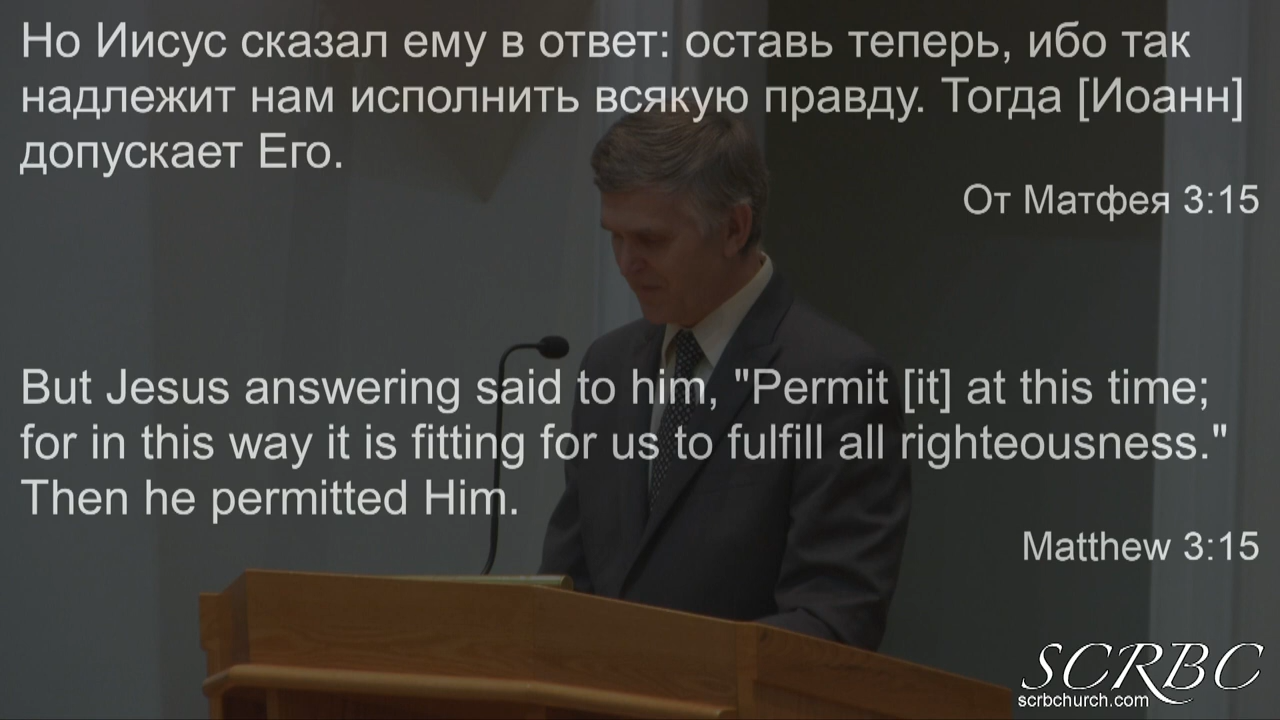 Но Иисус сказал ему в ответ: оставь теперь, ибо так
надлежит нам исполнить всякую правду. Тогда [Иоанн]
допускает Его.
От Матфея 3:15
But Jesus answering said to him, "Permit [it] at this time;
for in this way it is fitting for us to fulfill all righteousness."
Then he permitted Him.
Matthew 3:15
SCRBC
scrbchurch.com